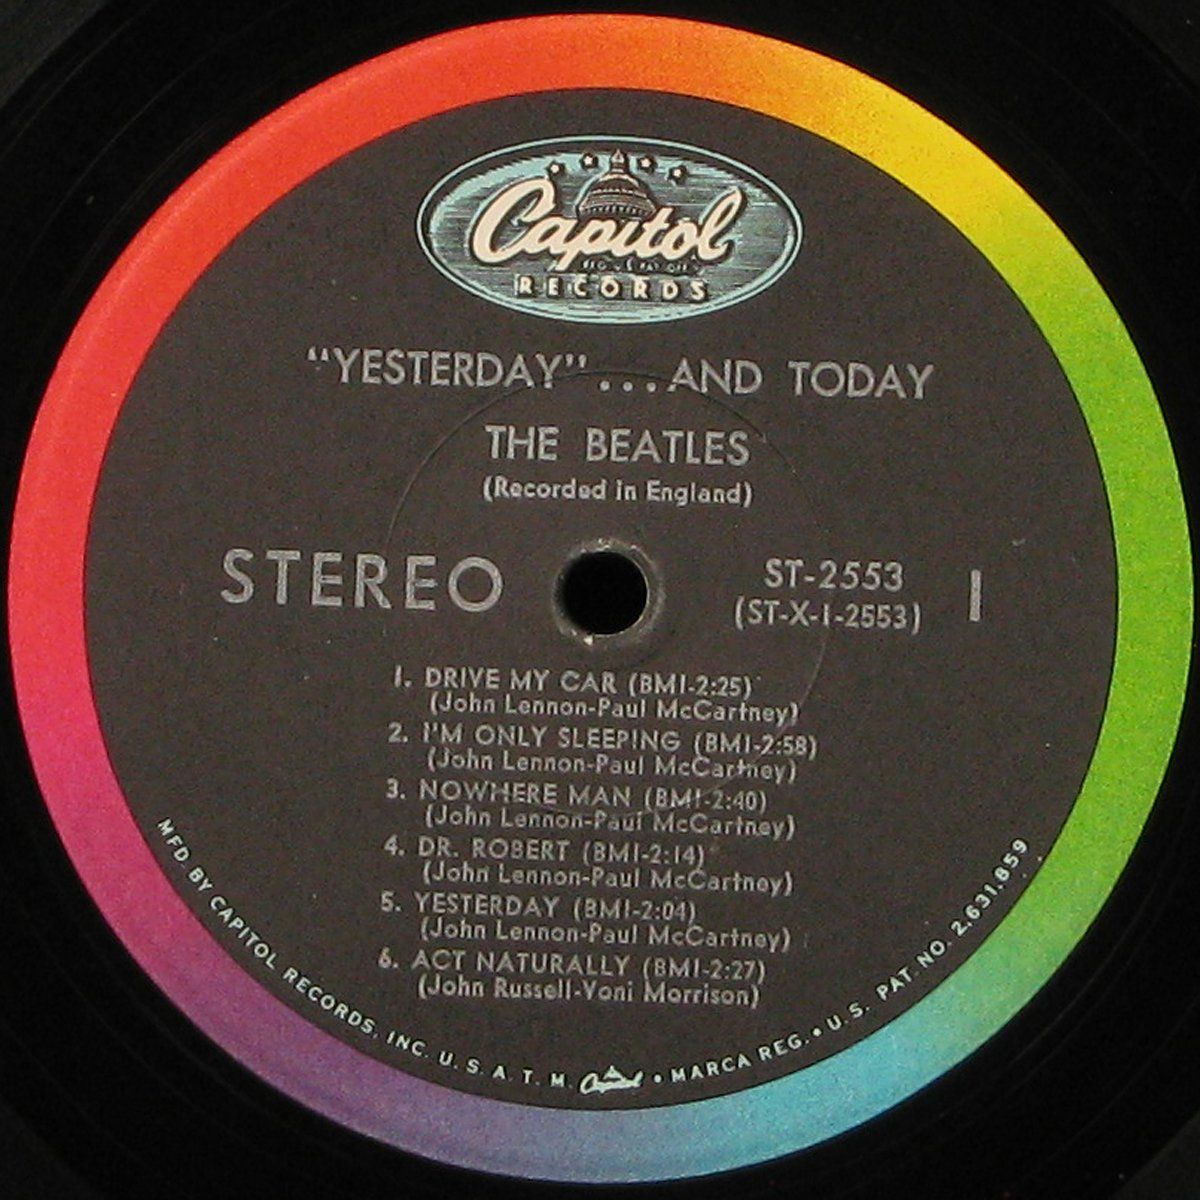 Capitol
RECORDS
“YESTERDAY”...AND TODAY
THE BEATLES
(Recorded in England)
STEREO
ST-2553
(ST-X-1-2553)
1
1. DRIVE MY CAR (BMI-2:25)
(John Lennon-Paul McCartney)
2. I'M ONLY SLEEPING (BMI-2:58)
(John Lennon-Paul McCartney)
3. NOWHERE MAN (BMI-2:40)
(John Lennon-Paul McCartney)
4. DR. ROBERT (BMI-2:14)
(John Lennon-Paul McCartney)
5. YESTERDAY (BMI-2:04)
(John Lennon-Paul McCartney)
6. ACT NATURALLY (BMI-2:27)
(John Russell-Voni Morrison)
MFD. BY CAPITOL RECORDS, INC. U. S. A. T. M. Capitol • MARCA REG. • U.S. PAT. NO. 2,631,859